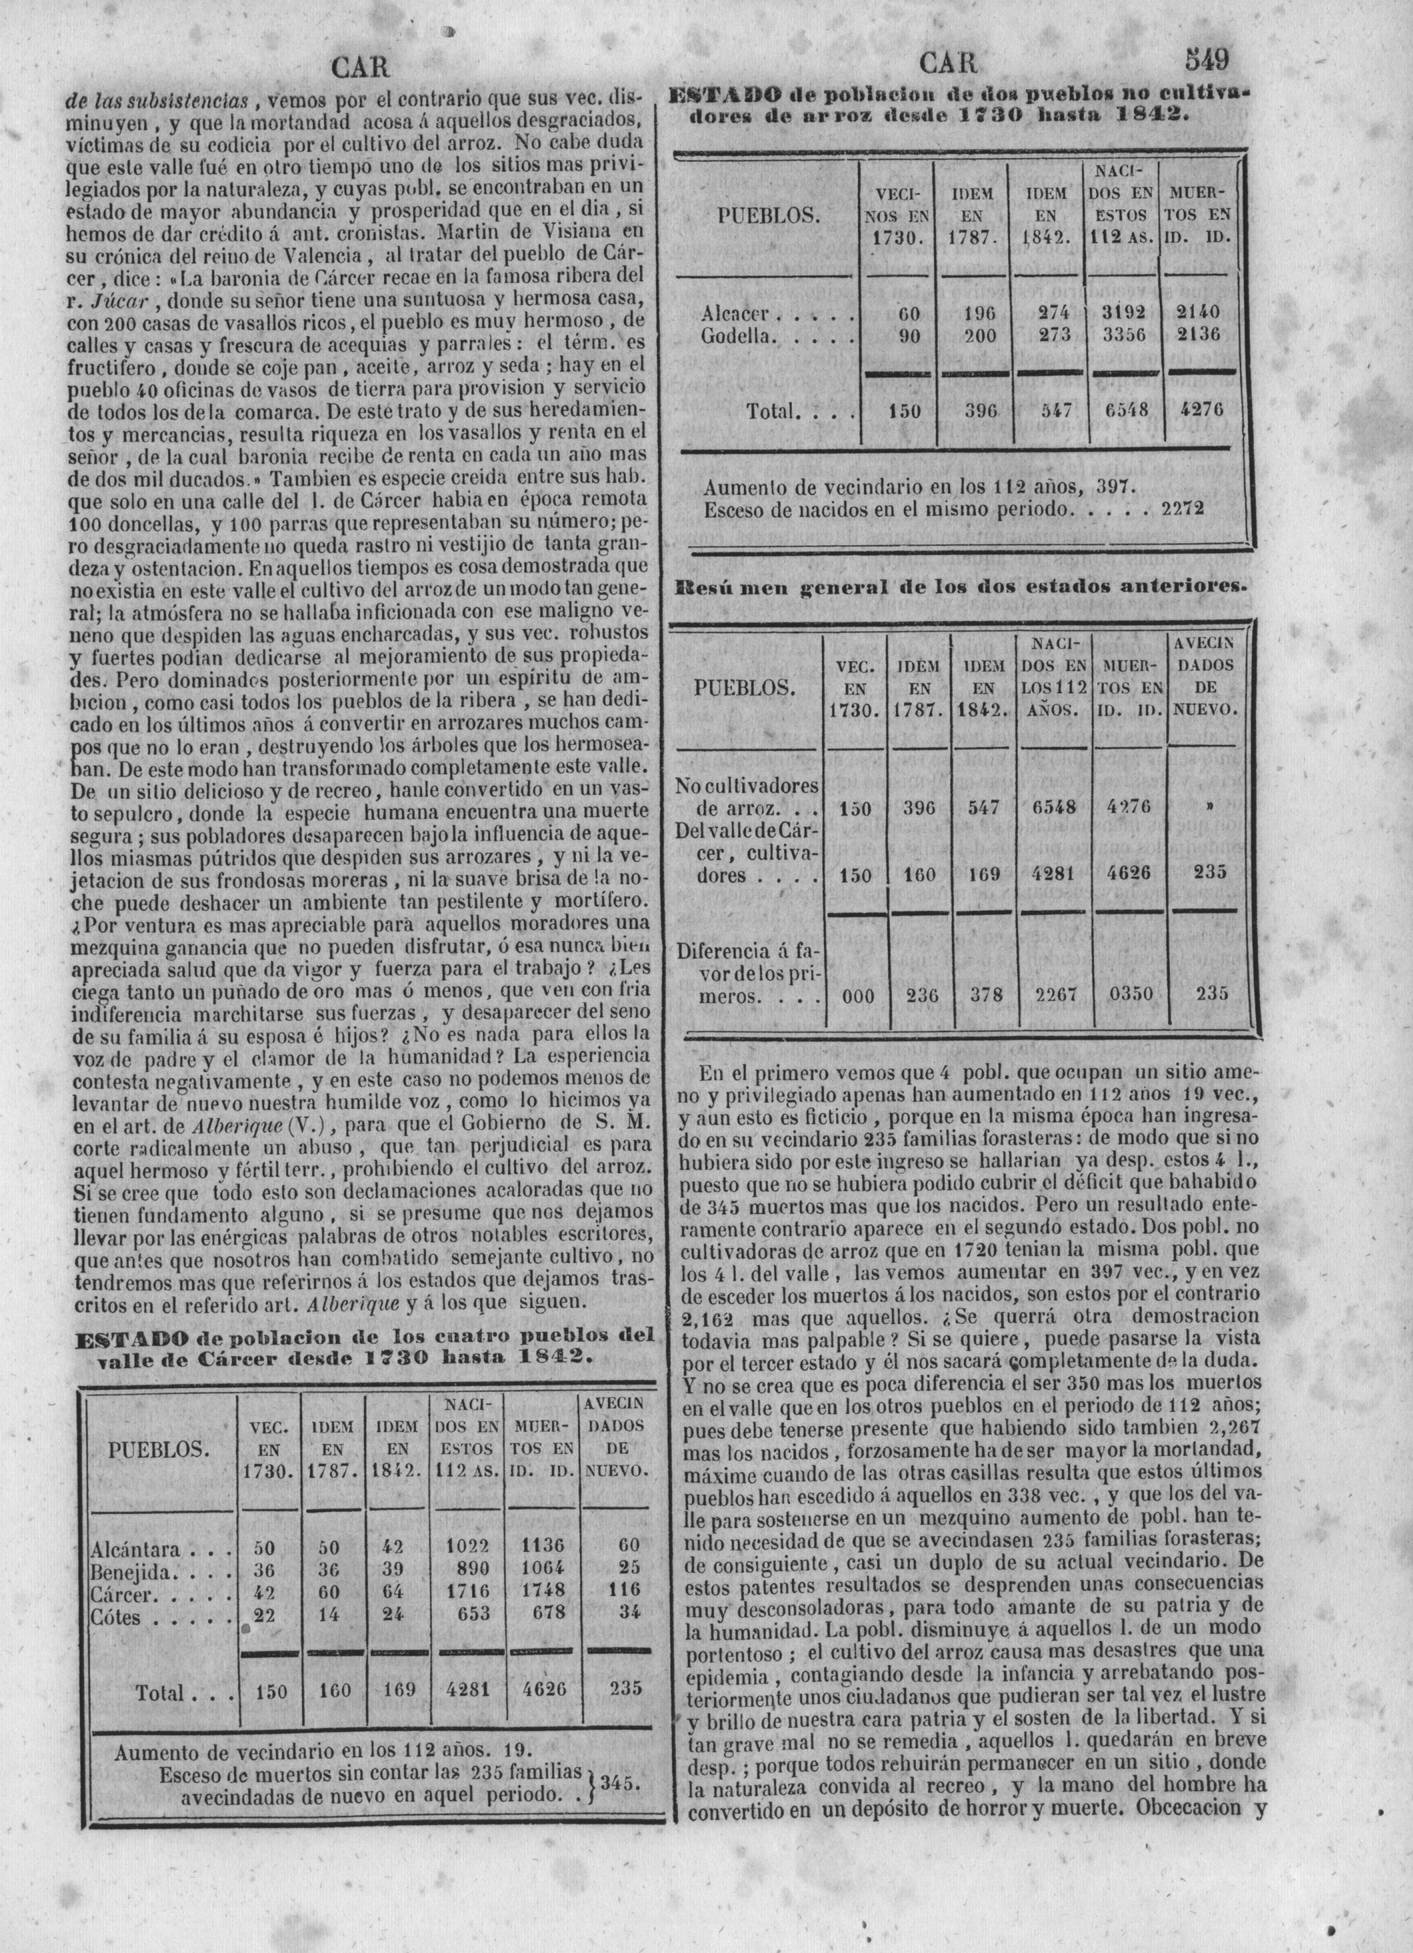 CAR
de las subsistencias, vemos por el contrario que sus vec. dis-
minuyen, y que la mortandad acosa á aquellos desgraciados,
víctimas de su codicia por el cultivo del arroz. No cabe duda
que este valle fué en otro tiempo uno de los sitios mas privi-
legiados por la naturaleza, y cuyas pobl. se encontraban en un
estado de mayor abundancia y prosperidad que en el dia, si
hemos de dar crédito á ant. cronistas. Martin de Visiana en
su crónica del reino de Valencia, al tratar del pueblo de Cár-
cer, dice: «La baronia de Cárcer recae en la famosa ribera del
r. Júcar, donde su señor tiene una suntuosa y hermosa casa,
con 200 casas de vasallos ricos, el pueblo es muy hermoso, de
calles y casas y frescura de acequias y parrales: el térm. es
fructifero, donde se coje pan, aceite, arroz y seda; hay en el
pueblo 40 oficinas de vasos de tierra para provision y servicio
de todos los de la comarca. De este trato y de sus heredamien-
tos y mercancias, resulta riqueza en los vasallos y renta en el
señor, de la cual baronia recibe de renta en cada un año mas
de dos mil ducados.» Tambien es especie creida entre sus hab.
que solo en una calle del l. de Cárcer habia en época remota
100 doncellas, y 100 parras que representaban su número; pe-
ro desgraciadamente no queda rastro ni vestijio de tanta gran-
deza y ostentacion. En aquellos tiempos es cosa demostrada que
no existia en este valle el cultivo del arroz de un modo tan gene-
ral; la atmósfera no se hallaba inficionada con ese maligno ve-
neno que despiden las aguas encharcadas, y sus vec. robustos
y fuertes podian dedicarse al mejoramiento de sus propieda-
des. Pero dominados posteriormente por un espíritu de am-
bicion, como casi todos los pueblos de la ribera, se han dedi-
cado en los últimos años á convertir en arrozares muchos cam-
pos que no lo eran, destruyendo los árboles que los hermosea-
ban. De este modo han transformado completamente este valle.
De un sitio delicioso y de recreo, hanle convertido en un vas-
to sepulcro, donde la especie humana encuentra una muerte
segura; sus pobladores desaparecen bajo la influencia de aque-
llos miasmas pútridos que despiden sus arrozares, y ni la ve-
jetacion de sus frondosas moreras, ni la suave brisa de la no-
che puede deshacer un ambiente tan pestilente y mortífero.
¿Por ventura es mas apreciable para aquellos moradores una
mezquina ganancia que no pueden disfrutar, ó esa nunca bien
apreciada salud que da vigor y fuerza para el trabajo? ¿Les
ciega tanto un puñado de oro mas ó menos, que ven con fria
indiferencia marchitarse sus fuerzas, y desaparecer del seno
de su familia á su esposa é hijos? ¿No es nada para ellos la
voz de padre y el clamor de la humanidad? La esperiencia
contesta negativamente, y en este caso no podemos menos de
levantar de nuevo nuestra humilde voz, como lo hicimos ya
en el art. de Alberique (V.), para que el Gobierno de S. M.
corte radicalmente un abuso, que tan perjudicial es para
aquel hermoso y fértil terr., prohibiendo el cultivo del arroz.
Si se cree que todo esto son declamaciones acaloradas que no
tienen fundamento alguno, si se presume que nos dejamos
llevar por las enérgicas palabras de otros notables escritores,
que antes que nosotros han combatido semejante cultivo, no
tendremos mas que referirnos á los estados que dejamos tras-
critos en el referido art. Alberique y á los que siguen.
ESTADO de poblacion de los cuatro pueblos del
valle de Cárcer desde 1730 hasta 1842.
PUEBLOS. VEC. EN 1730. IDEM EN 1787. IDEM EN 1842. NACI-DOS EN ESTOS 112 AS. MUER-TOS EN ID. ID. AVECINDADOS DE NUEVO.
Alcántara . . . 50 50 42 1022 1136 60
Benejida. . . . 36 36 39 890 1064 25
Cárcer. . . . . 42 60 64 1716 1748 116
Cótes . . . . . 22 14 24 653 678 34
Total . . . 150 160 169 4281 4626 235
Aumento de vecindario en los 112 años. 19.
Esceso de muertos sin contar las 235 familias
avecindadas de nuevo en aquel periodo. . } 345.
CAR 549
ESTADO de poblacion de dos pueblos no cultiva-
dores de arroz desde 1730 hasta 1842.
PUEBLOS. VECI-NOS EN 1730. IDEM EN 1787. IDEM EN 1842. NACI-DOS EN ESTOS 112 AS. MUER-TOS EN ID. ID.
Alcacer . . . . . 60 196 274 3192 2140
Godella. . . . . 90 200 273 3356 2136
Total. . . . 150 396 547 6548 4276
Aumento de vecindario en los 112 años, 397.
Esceso de nacidos en el mismo periodo. . . . . 2272
Resúmen general de los dos estados anteriores.
PUEBLOS. VEC. EN 1730. IDEM EN 1787. IDEM EN 1842. NACI-DOS EN LOS 112 AÑOS. MUER-TOS EN ID. ID. AVECINDADOS DE NUEVO.
No cultivadores
de arroz. . . 150 396 547 6548 4276 »
Del valle de Cár-
cer, cultiva-
dores . . . . 150 160 169 4281 4626 235
Diferencia á fa-
vor de los pri-
meros. . . . 000 236 378 2267 0350 235
En el primero vemos que 4 pobl. que ocupan un sitio ame-
no y privilegiado apenas han aumentado en 112 años 19 vec.,
y aun esto es ficticio, porque en la misma época han ingresa-
do en su vecindario 235 familias forasteras: de modo que si no
hubiera sido por este ingreso se hallarian ya desp. estos 4 l.,
puesto que no se hubiera podido cubrir el déficit que ha habido
de 345 muertos mas que los nacidos. Pero un resultado ente-
ramente contrario aparece en el segundo estado. Dos pobl. no
cultivadoras de arroz que en 1720 tenian la misma pobl. que
los 4 l. del valle, las vemos aumentar en 397 vec., y en vez
de esceder los muertos á los nacidos, son estos por el contrario
2,162 mas que aquellos. ¿Se querrá otra demostracion
todavia mas palpable? Si se quiere, puede pasarse la vista
por el tercer estado y él nos sacará completamente de la duda.
Y no se crea que es poca diferencia el ser 350 mas los muertos
en el valle que en los otros pueblos en el periodo de 112 años;
pues debe tenerse presente que habiendo sido tambien 2,267
mas los nacidos, forzosamente ha de ser mayor la mortandad,
máxime cuando de las otras casillas resulta que estos últimos
pueblos han escedido á aquellos en 338 vec., y que los del va-
lle para sostenerse en un mezquino aumento de pobl. han te-
nido necesidad de que se avecindasen 235 familias forasteras;
de consiguiente, casi un duplo de su actual vecindario. De
estos patentes resultados se desprenden unas consecuencias
muy desconsoladoras, para todo amante de su patria y de
la humanidad. La pobl. disminuye á aquellos l. de un modo
portentoso; el cultivo del arroz causa mas desastres que una
epidemia, contagiando desde la infancia y arrebatando pos-
teriormente unos ciudadanos que pudieran ser tal vez el lustre
y brillo de nuestra cara patria y el sosten de la libertad. Y si
tan grave mal no se remedia, aquellos l. quedarán en breve
desp.; porque todos rehuirán permanecer en un sitio, donde
la naturaleza convida al recreo, y la mano del hombre ha
convertido en un depósito de horror y muerte. Obcecacion y